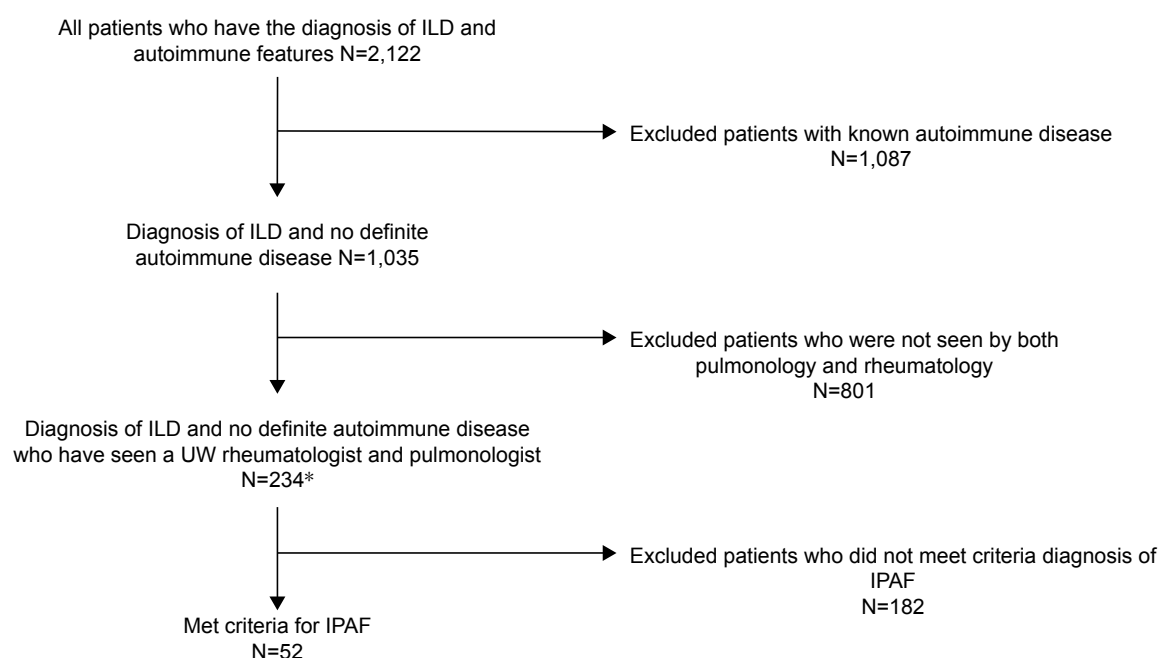 All patients who have the diagnosis of ILD and
autoimmune features N=2,122
Excluded patients with known autoimmune disease
N=1,087
Diagnosis of ILD and no definite
autoimmune disease N=1,035
Excluded patients who were not seen by both
pulmonology and rheumatology
N=801
Diagnosis of ILD and no definite autoimmune disease
who have seen a UW rheumatologist and pulmonologist
N=234*
Excluded patients who did not meet criteria diagnosis of
IPAF
N=182
Met criteria for IPAF
N=52